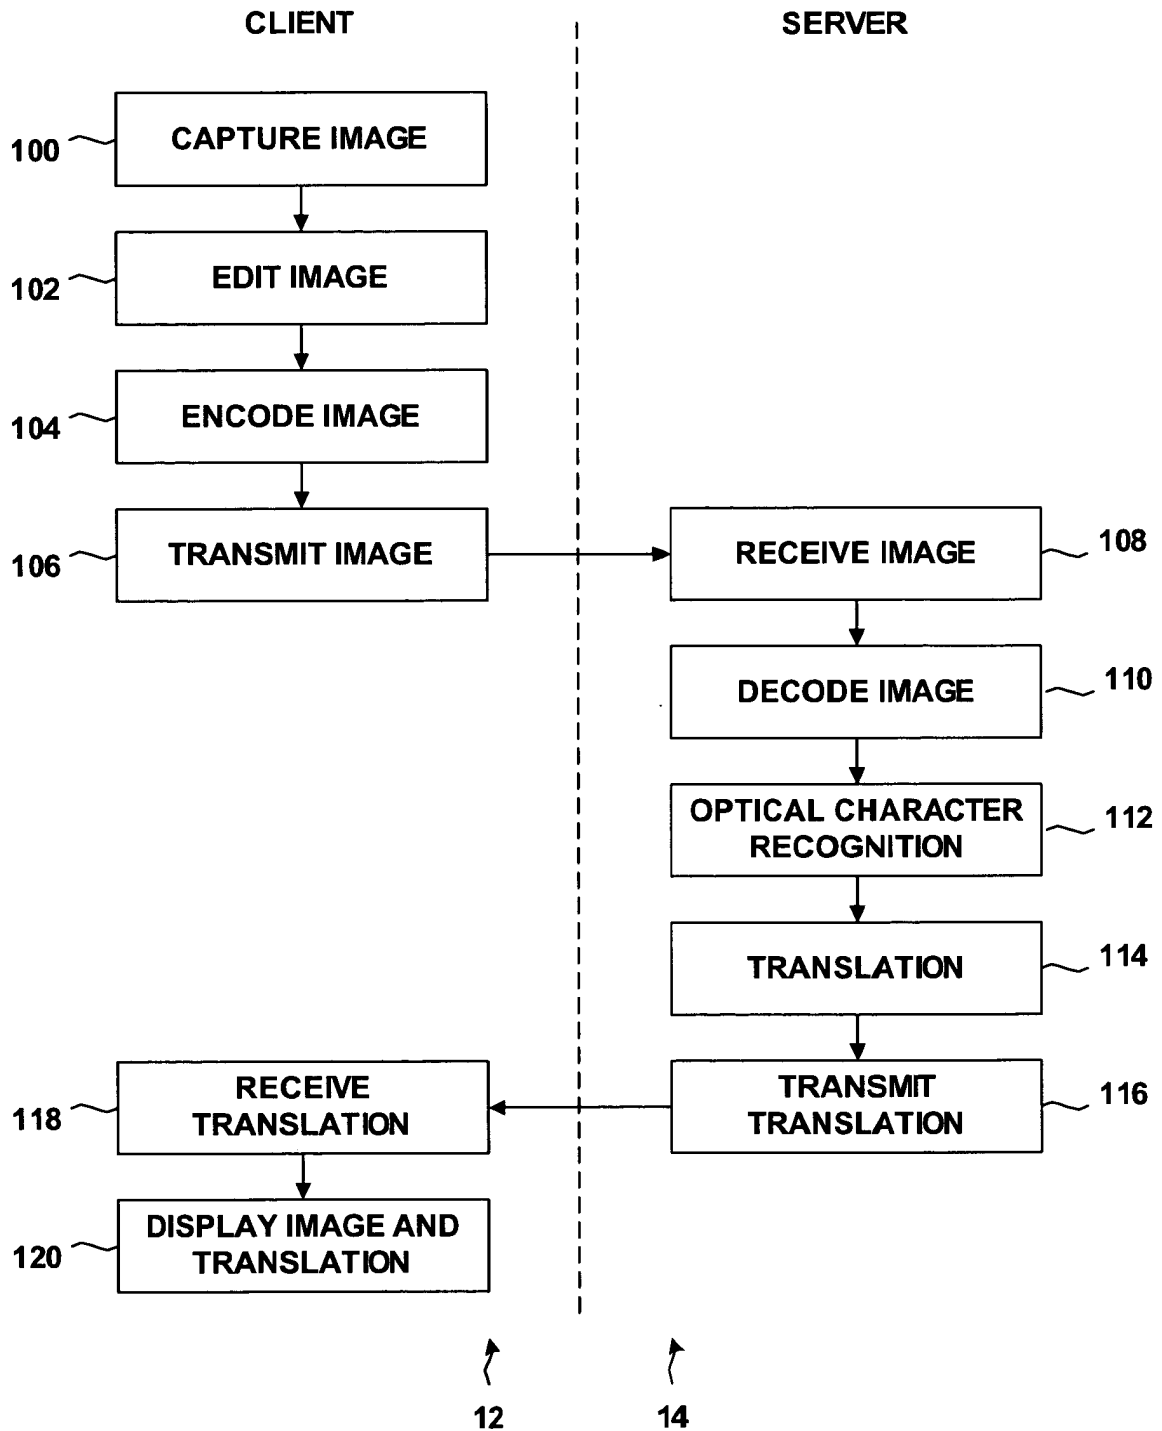 CLIENT
SERVER
100
CAPTURE IMAGE
102
EDIT IMAGE
104
ENCODE IMAGE
106
TRANSMIT IMAGE
RECEIVE IMAGE
108
DECODE IMAGE
110
OPTICAL CHARACTER
RECOGNITION
112
TRANSLATION
114
TRANSMIT
TRANSLATION
116
118
RECEIVE
TRANSLATION
120
DISPLAY IMAGE AND
TRANSLATION
12
14